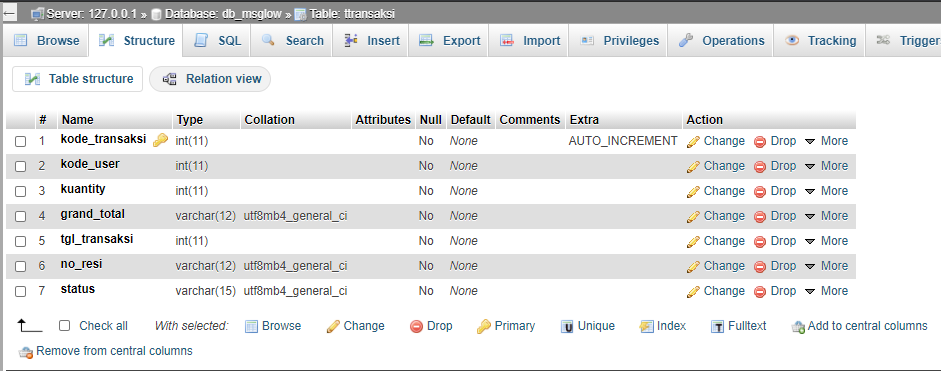 ← Server: 127.0.0.1 » Database: db_msglow » Table: ttransaksi
Browse Structure SQL Search Insert Export Import Privileges Operations Tracking Trigger
Table structure Relation view
# Name Type Collation Attributes Null Default Comments Extra Action
1 kode_transaksi int(11) No None AUTO_INCREMENT Change Drop More
2 kode_user int(11) No None Change Drop More
3 kuantity int(11) No None Change Drop More
4 grand_total varchar(12) utf8mb4_general_ci No None Change Drop More
5 tgl_transaksi int(11) No None Change Drop More
6 no_resi varchar(12) utf8mb4_general_ci No None Change Drop More
7 status varchar(15) utf8mb4_general_ci No None Change Drop More
Check all With selected: Browse Change Drop Primary Unique Index Fulltext Add to central columns
Remove from central columns